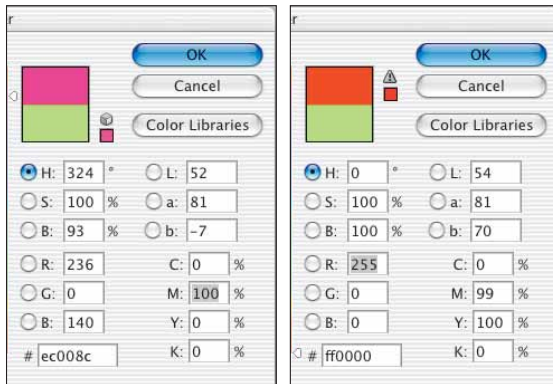 r
OK
Cancel
Color Libraries
H: 324 °
L: 52
S: 100 %
a: 81
B: 93 %
b: -7
R: 236
C: 0 %
G: 0
M: 100 %
B: 140
Y: 0 %
# ec008c
K: 0 %
r
OK
Cancel
Color Libraries
H: 0 °
L: 54
S: 100 %
a: 81
B: 100 %
b: 70
R: 255
C: 0 %
G: 0
M: 99 %
B: 0
Y: 100 %
# ff0000
K: 0 %